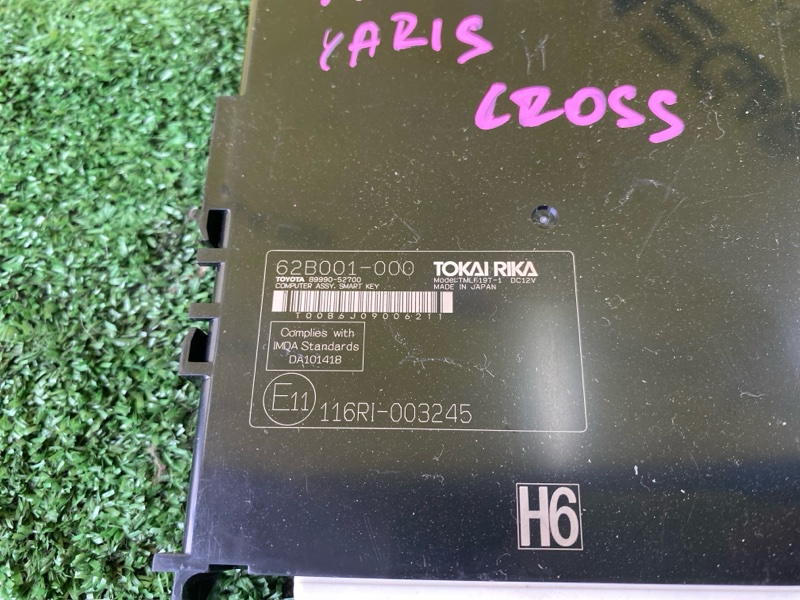 YARIS
CROSS
62B001-000
TOKAI RIKA
TOYOTA 89990-52700
Model:TMLF19T-1 DC12V
COMPUTER ASSY, SMART KEY
MADE IN JAPAN
T00B6J09006211
Complies with
IMDA Standards
DA101418
E11
116RI-003245
H6